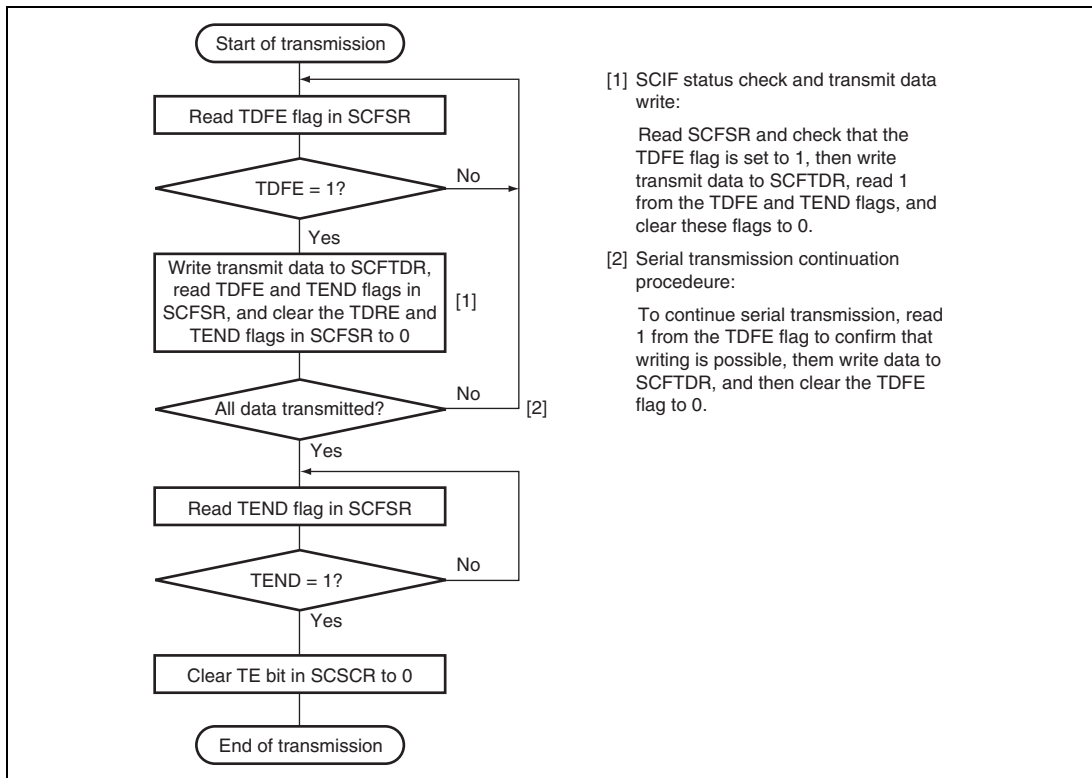 Start of transmission
Read TDFE flag in SCFSR
TDFE = 1?
No
Yes
Write transmit data to SCFTDR,
read TDFE and TEND flags in
SCFSR, and clear the TDRE and
TEND flags in SCFSR to 0
[1]
All data transmitted?
No
[2]
Yes
Read TEND flag in SCFSR
TEND = 1?
No
Yes
Clear TE bit in SCSCR to 0
End of transmission
[1] SCIF status check and transmit data
write:
Read SCFSR and check that the
TDFE flag is set to 1, then write
transmit data to SCFTDR, read 1
from the TDFE and TEND flags, and
clear these flags to 0.
[2] Serial transmission continuation
procedeure:
To continue serial transmission, read
1 from the TDFE flag to confirm that
writing is possible, them write data to
SCFTDR, and then clear the TDFE
flag to 0.